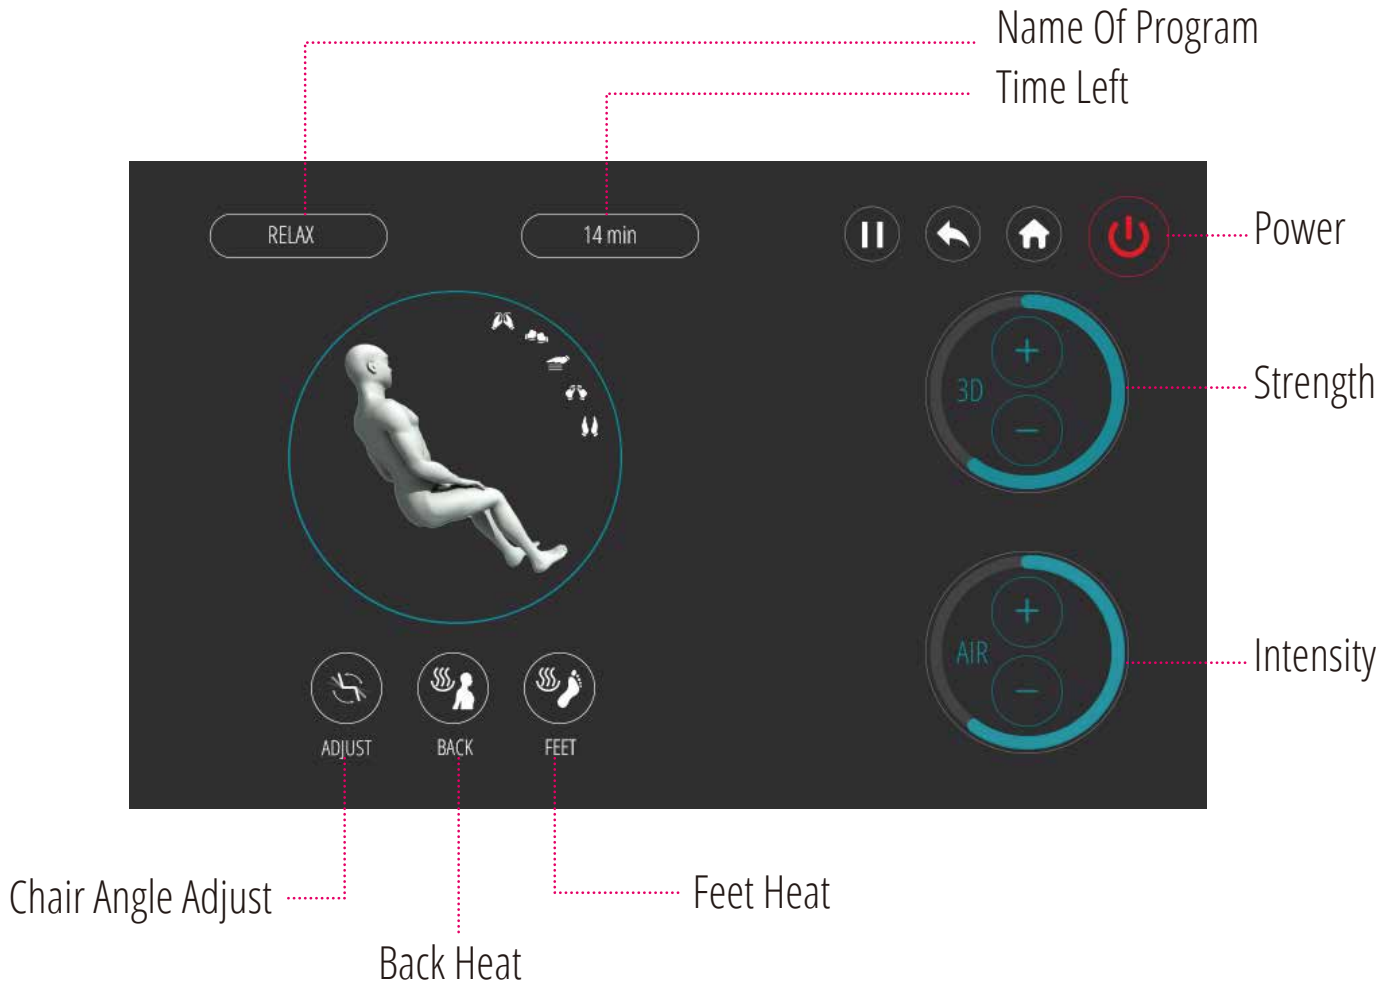 Name Of Program
Time Left
RELAX
14 min
Power
3D
+
−
Strength
AIR
+
−
Intensity
ADJUST
BACK
FEET
Chair Angle Adjust
Feet Heat
Back Heat